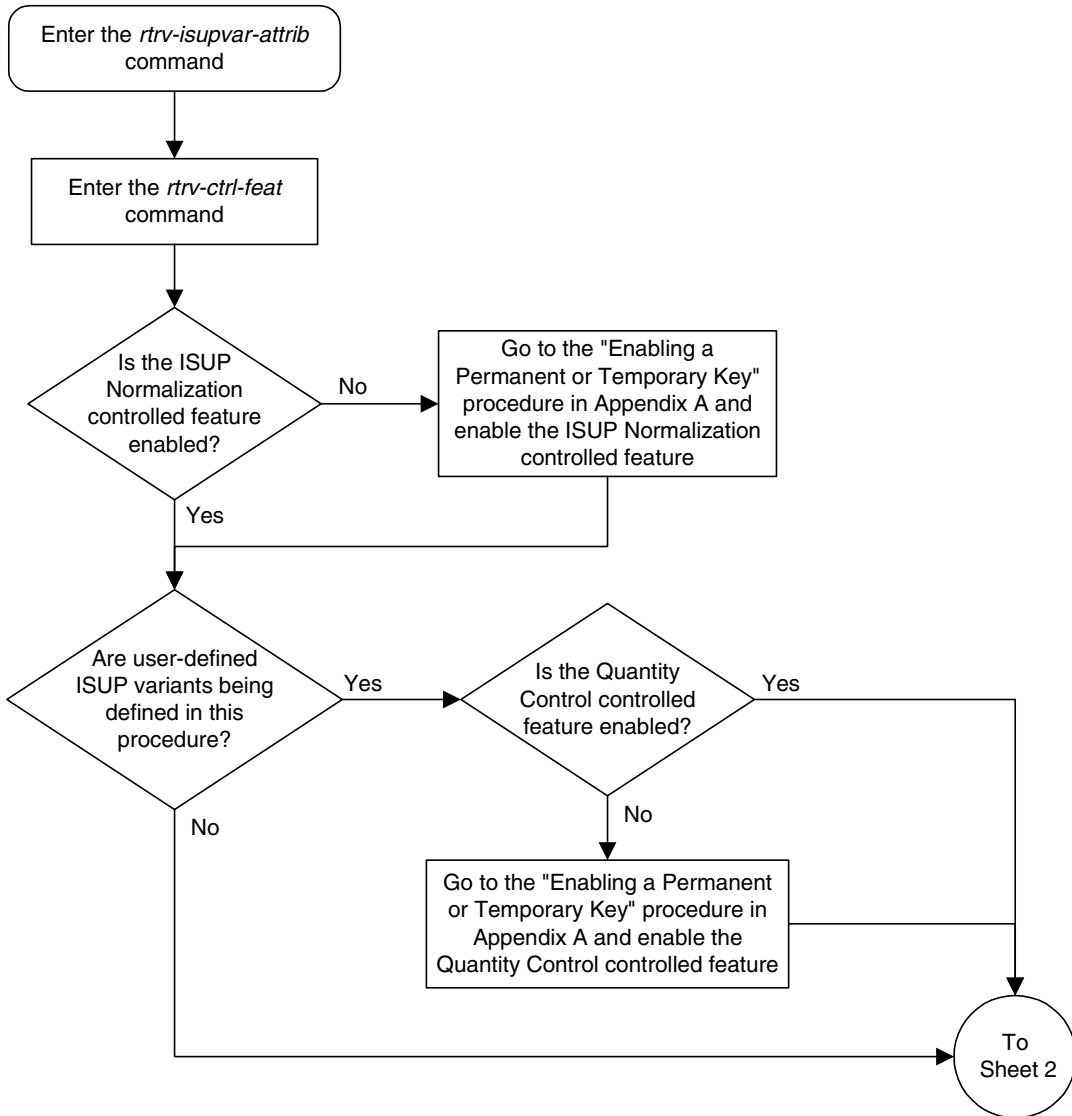 Enter the rtrv-isupvar-attrib
command
Enter the rtrv-ctrl-feat
command
Is the ISUP
Normalization
controlled feature
enabled?
No
Go to the "Enabling a
Permanent or Temporary Key"
procedure in Appendix A and
enable the ISUP Normalization
controlled feature
Yes
Are user-defined
ISUP variants being
defined in this
procedure?
Yes
Is the Quantity
Control controlled
feature enabled?
Yes
No
No
Go to the "Enabling a Permanent
or Temporary Key" procedure in
Appendix A and enable the
Quantity Control controlled feature
To
Sheet 2